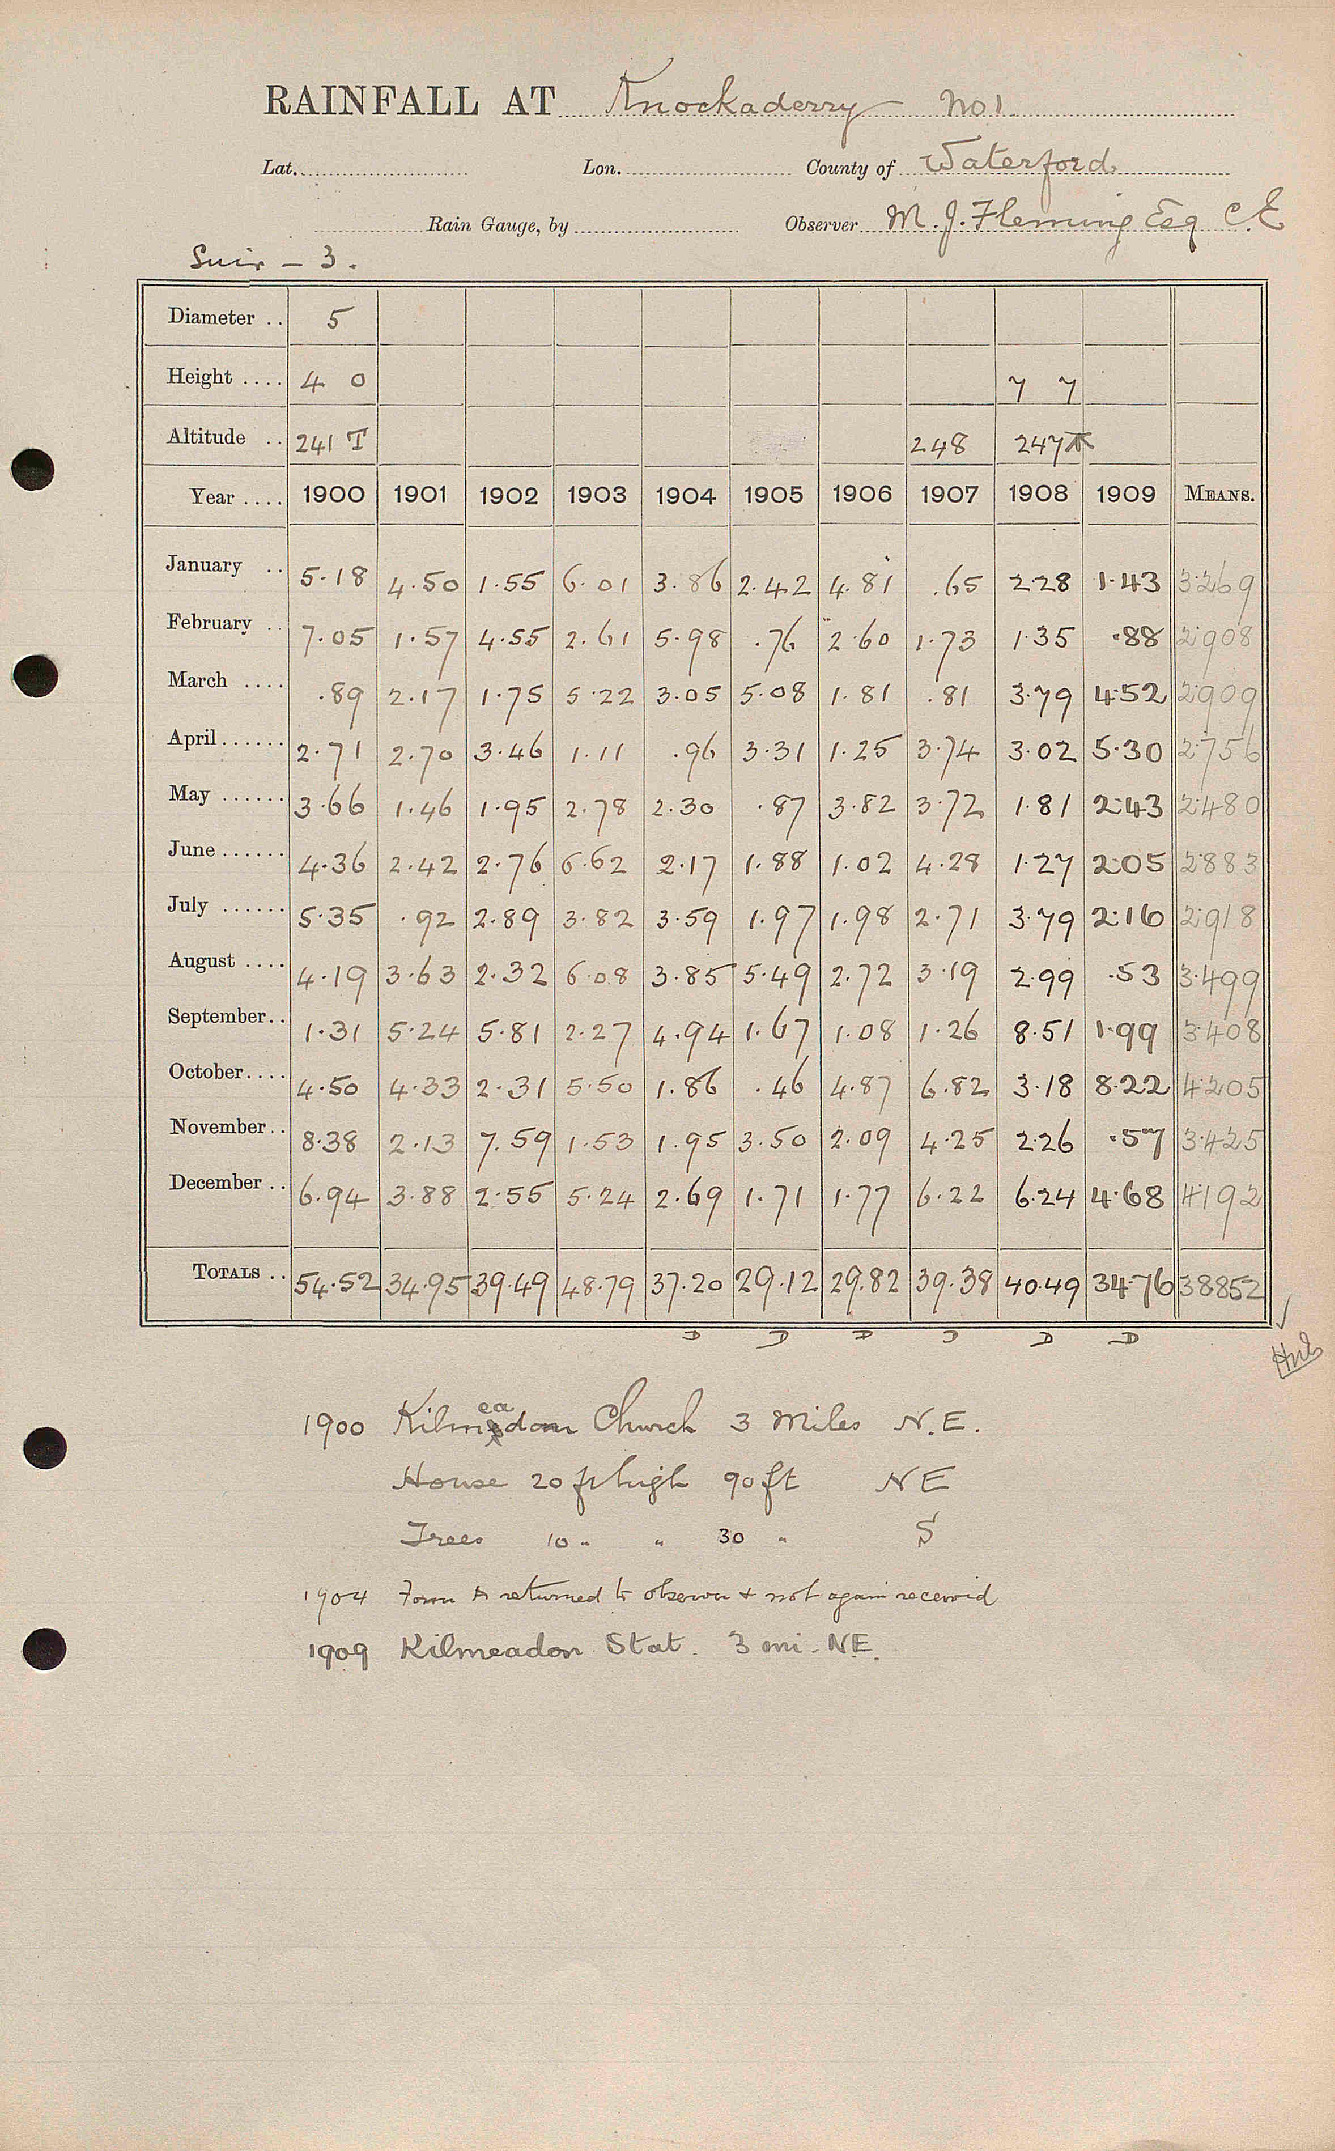 RAINFALL AT Knockaderry No 1
Lat. Lon. County of Waterford
Rain Gauge, by Observer M. J. Fleming Esq C.E
Suir - 3.
Diameter .. 5
Height .... 4 0 7 7
Altitude .. 241 T 248 247 T
Year .... 1900 1901 1902 1903 1904 1905 1906 1907 1908 1909 MEANS.
January .. 5.18 4.50 1.55 6.01 3.86 2.42 4.81 .65 2.28 1.43 3.269
February .. 7.05 1.57 4.55 2.61 5.98 .76 2.60 1.73 1.35 .88 2.908
March .... .89 2.17 1.75 5.22 3.05 5.08 1.81 .81 3.79 4.52 2.909
April...... 2.71 2.70 3.46 1.11 .96 3.31 1.25 3.74 3.02 5.30 2.756
May ...... 3.66 1.46 1.95 2.78 2.30 .87 3.82 3.72 1.81 2.43 2.480
June ...... 4.36 2.42 2.76 6.62 2.17 1.88 1.02 4.28 1.27 2.05 2.883
July ...... 5.35 .92 2.89 3.82 3.59 1.97 1.98 2.71 3.79 2.16 2.918
August .... 4.19 3.63 2.32 6.08 3.85 5.49 2.72 3.19 2.99 .53 3.499
September.. 1.31 5.24 5.81 2.27 4.94 1.67 1.08 1.26 8.51 1.99 3.408
October.... 4.50 4.33 2.31 5.50 1.86 .46 4.87 6.82 3.18 8.22 4.205
November.. 8.38 2.13 7.59 1.53 1.95 3.50 2.09 4.25 2.26 .57 3.425
December .. 6.94 3.88 2.55 5.24 2.69 1.71 1.77 6.22 6.24 4.68 4.192
TOTALS .. 54.52 34.95 39.49 48.79 37.20 29.12 29.82 39.38 40.49 34.76 38852
D D D D D D
1900 Kilmeadon Church 3 Miles N.E.
House 20 ft high 90 ft NE
Trees 10 " " 30 " S
1904 Form A returned to observer & not again received
1909 Kilmeadon Stat. 3 mi. NE.